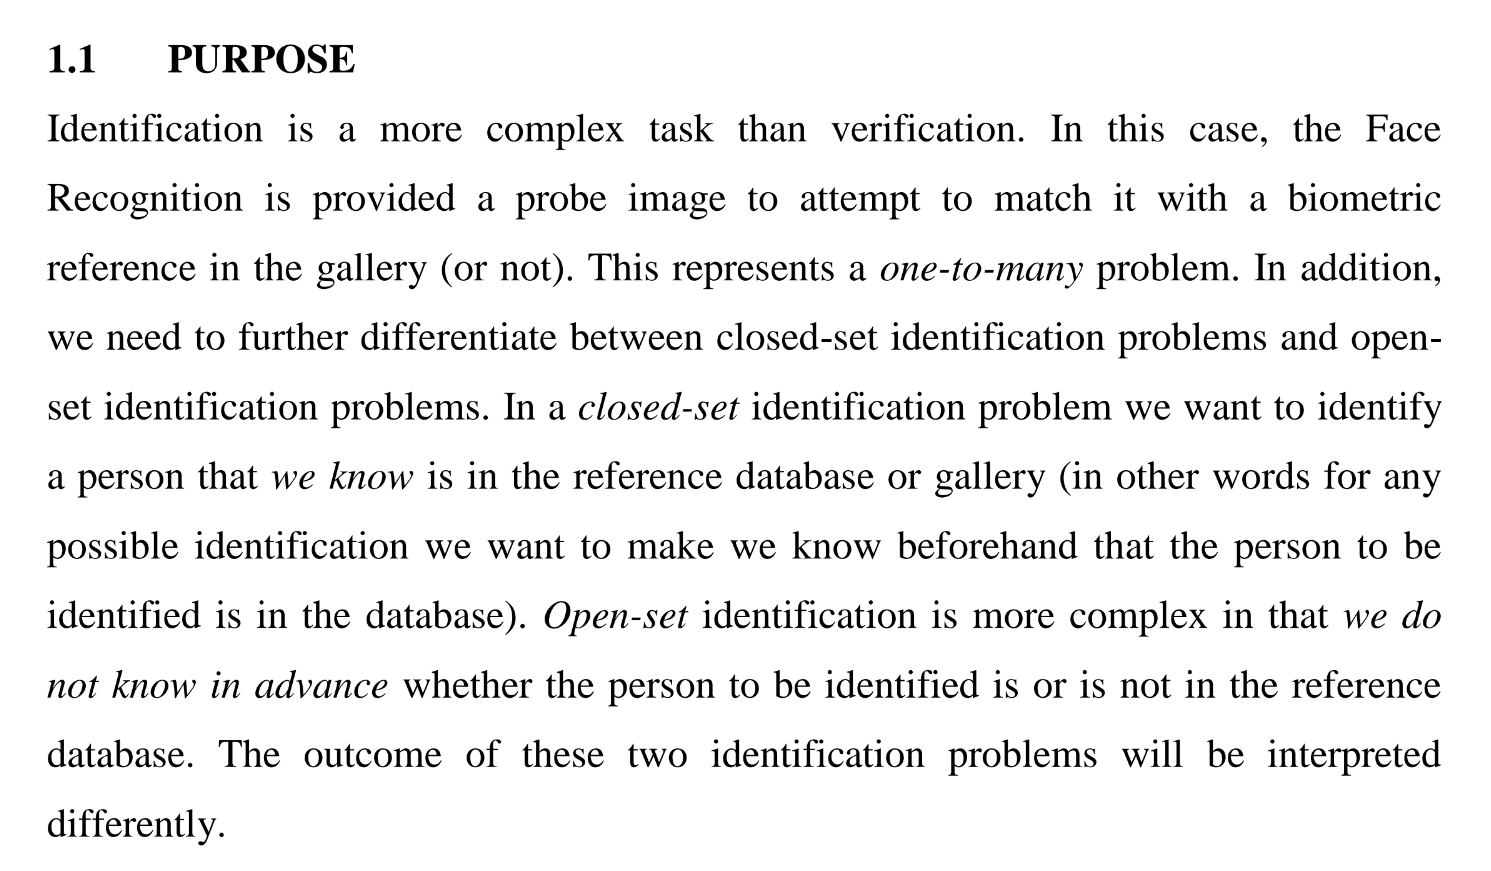 1.1 PURPOSE
Identification is a more complex task than verification. In this case, the Face
Recognition is provided a probe image to attempt to match it with a biometric
reference in the gallery (or not). This represents a one-to-many problem. In addition,
we need to further differentiate between closed-set identification problems and open-
set identification problems. In a closed-set identification problem we want to identify
a person that we know is in the reference database or gallery (in other words for any
possible identification we want to make we know beforehand that the person to be
identified is in the database). Open-set identification is more complex in that we do
not know in advance whether the person to be identified is or is not in the reference
database. The outcome of these two identification problems will be interpreted
differently.